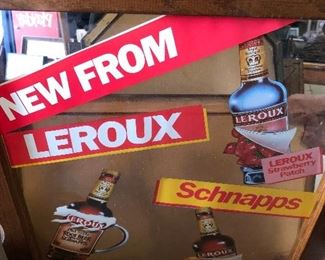 NEW FROM
LEROUX
LEROUX
LEROUX
Strawberry
Patch
Schnapps
LEROUX
LEROUX